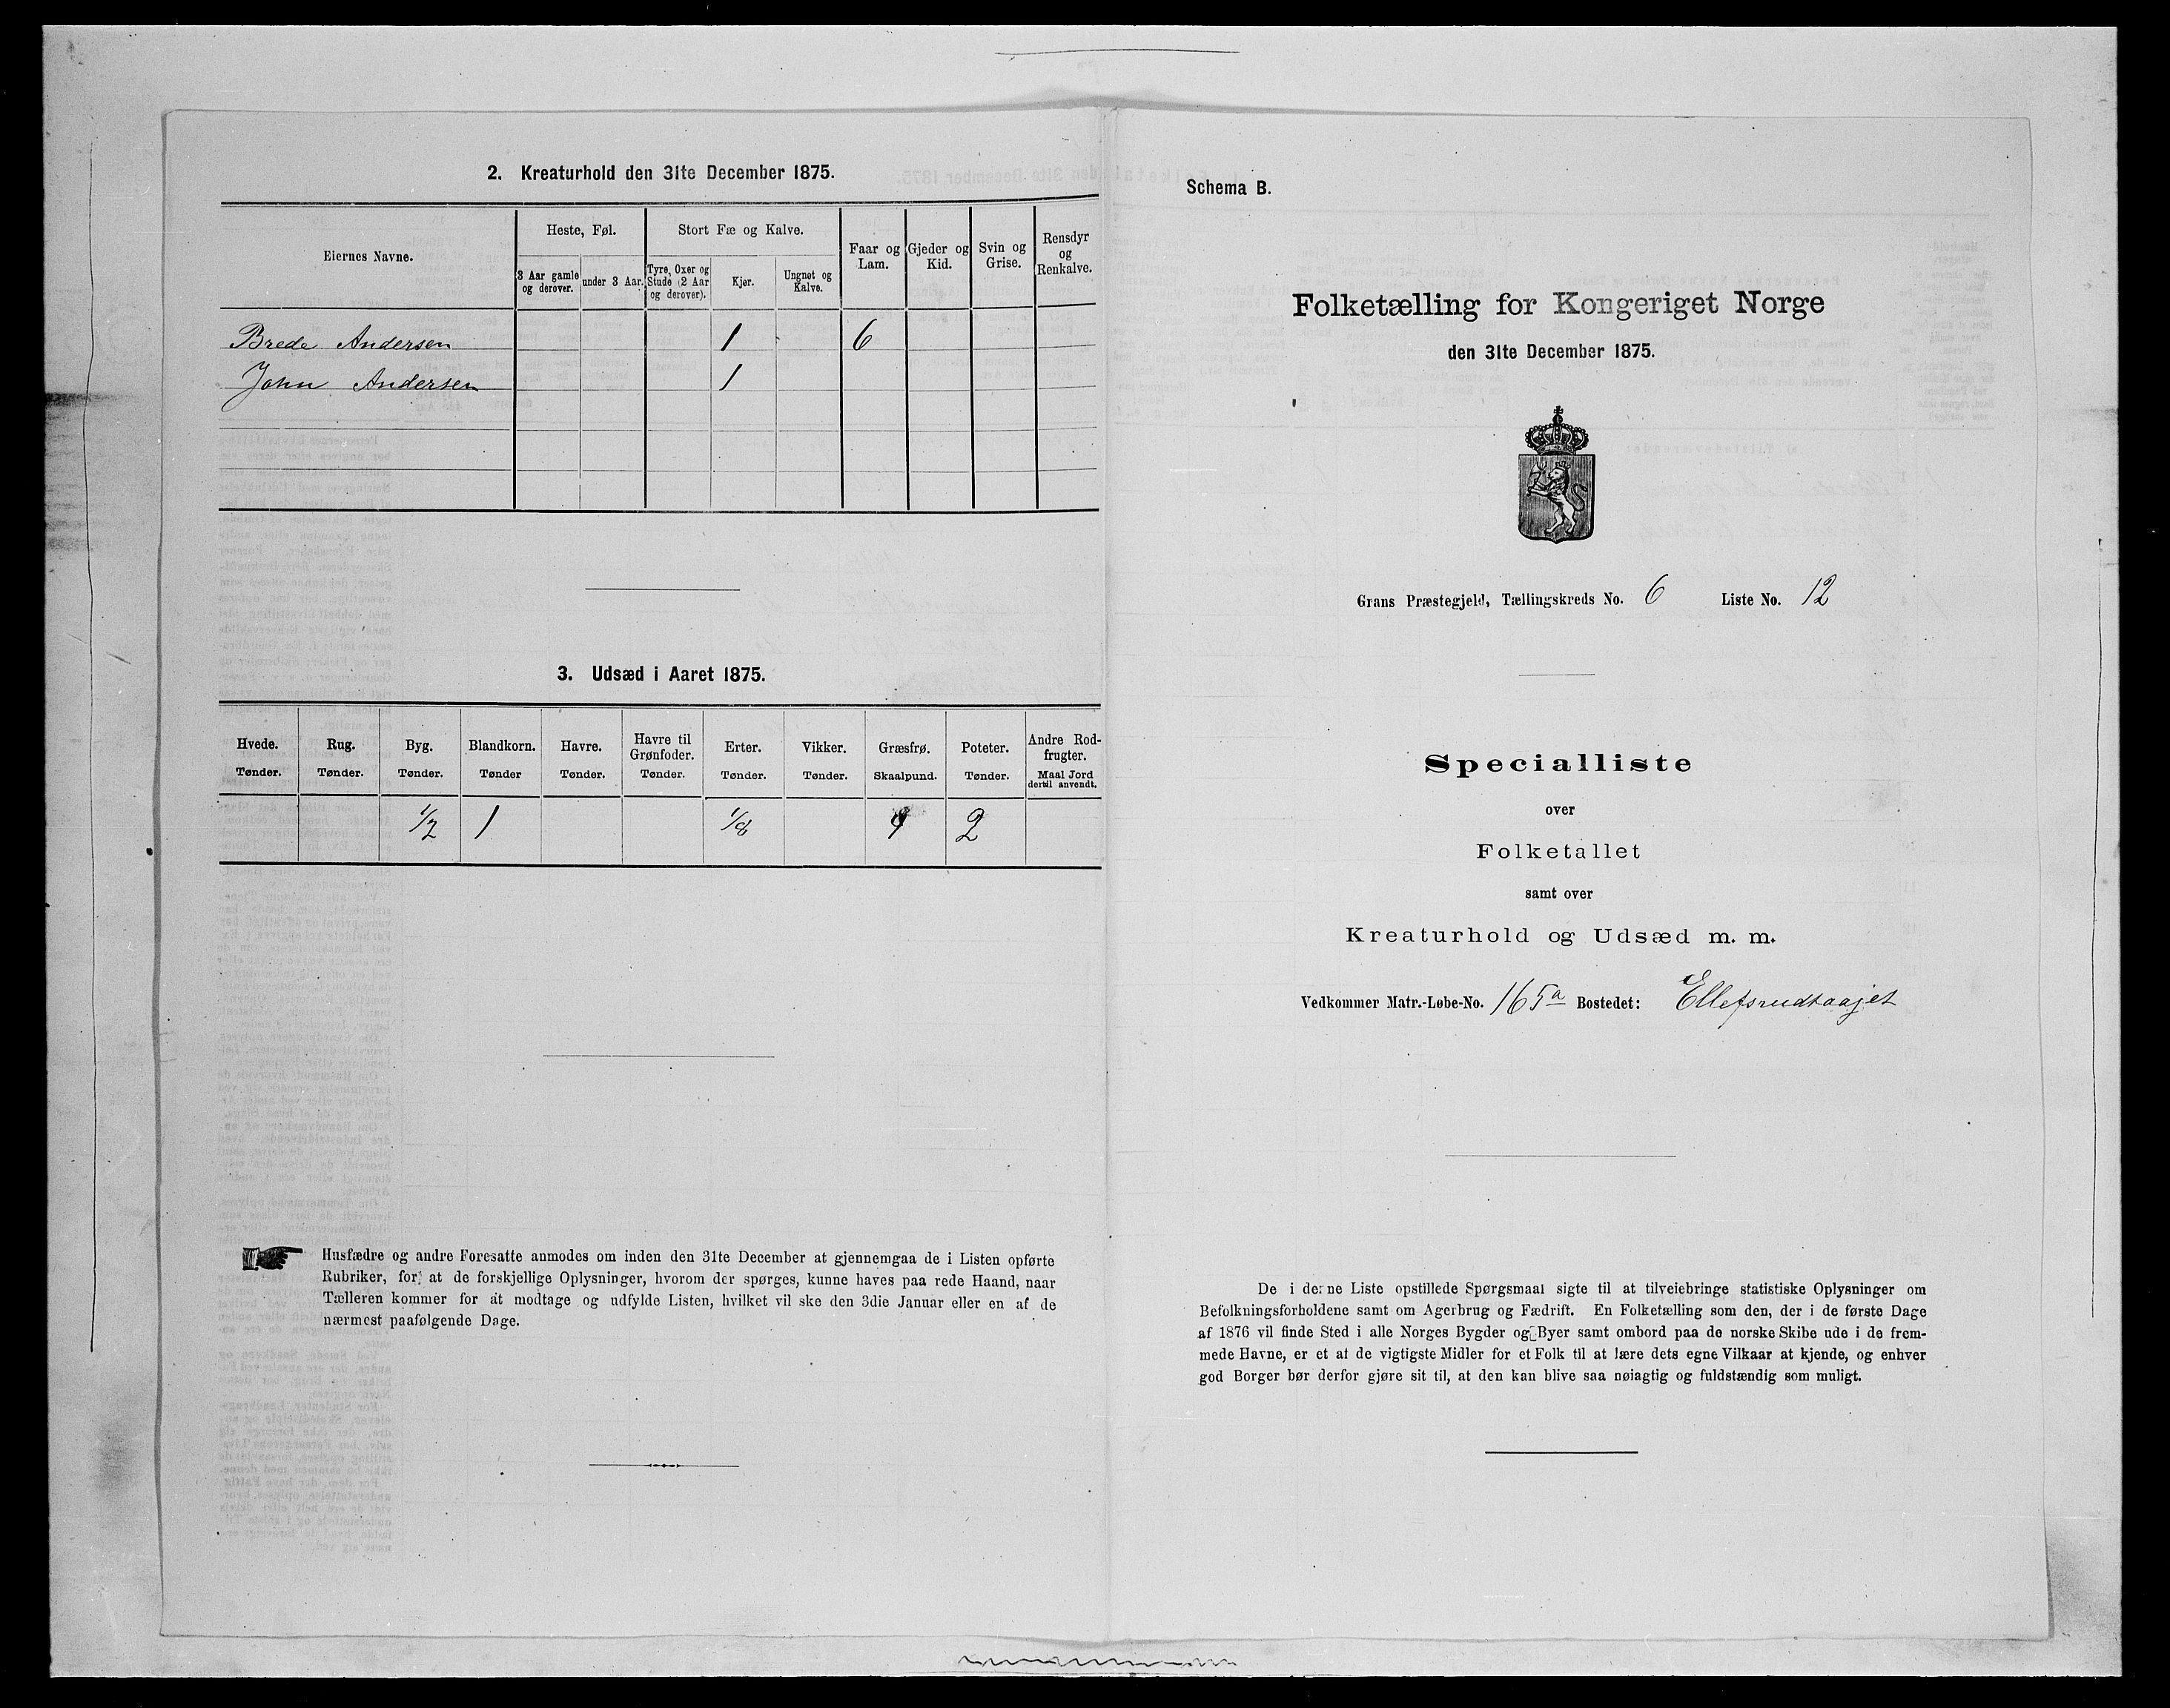 2. Kreaturhold den 31te December 1875.
Eiernes Navne.
Heste, Føl.
Stort Fæ og Kalve.
Faar og Lam.
Gjeder og Kid.
Svin og Grise.
Rensdyr og Renkalve.
3 Aar gamle og derover.
under 3 Aar.
Tyre, Oxer og Stude (2 Aar og derover).
Kjør.
Ungnøt og Kalve.
Brede Andersen 1 6
John Andersen 1
3. Udsæd i Aaret 1875.
Hvede. Rug. Byg. Blandkorn. Havre. Havre til Grønfoder. Erter. Vikker. Græsfrø. Poteter. Andre Rodfrugter.
Tønder. Tønder. Tønder. Tønder Tønder. Tønder. Tønder. Tønder. Skaalpund. Tønder. Maal Jord dertil anvendt.
1/2 1 1/8 2
Husfædre og andre Foresatte anmodes om inden den 31te December at gjennemgaa de i Listen opførte
Rubriker, for at de forskjellige Oplysninger, hvorom der spørges, kunne haves paa rede Haand, naar
Tælleren kommer for at modtage og udfylde Listen, hvilket vil ske den 3die Januar eller en af de
nærmest paafølgende Dage.
Schema B.
Folketælling for Kongeriget Norge
den 31te December 1875.
Grans Præstegjeld, Tællingskreds No. 6 Liste No. 12
Specialliste
over
Folketallet
samt over
Kreaturhold og Udsæd m. m.
Vedkommer Matr.-Løbe-No. 165a Bostedet: Ellefsrudhaajet
De i denne Liste opstillede Spørgsmaal sigte til at tilveiebringe statistiske Oplysninger om
Befolkningsforholdene samt om Agerbrug og Fædrift. En Folketælling som den, der i de første Dage
af 1876 vil finde Sted i alle Norges Bygder og Byer samt ombord paa de norske Skibe ude i de frem-
mede Havne, er et af de vigtigste Midler for et Folk til at lære dets egne Vilkaar at kjende, og enhver
god Borger bør derfor gjøre sit til, at den kan blive saa nøiagtig og fuldstændig som muligt.